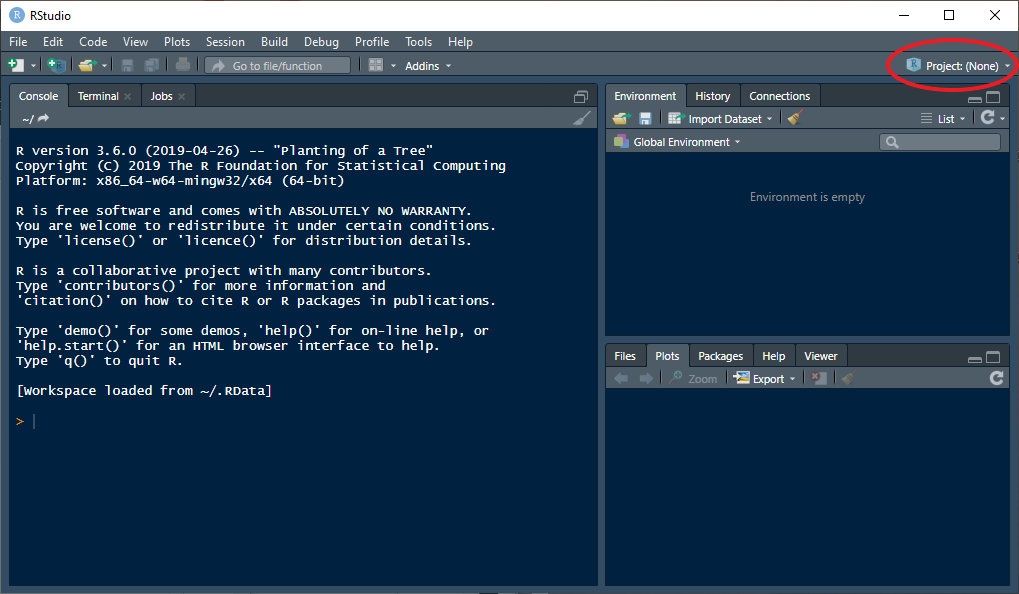 R RStudio
File Edit Code View Plots Session Build Debug Profile Tools Help
Go to file/function Addins R Project: (None)
Console Terminal Jobs
~/
R version 3.6.0 (2019-04-26) -- "Planting of a Tree"
Copyright (C) 2019 The R Foundation for Statistical Computing
Platform: x86_64-w64-mingw32/x64 (64-bit)
R is free software and comes with ABSOLUTELY NO WARRANTY.
You are welcome to redistribute it under certain conditions.
Type 'license()' or 'licence()' for distribution details.
R is a collaborative project with many contributors.
Type 'contributors()' for more information and
'citation()' on how to cite R or R packages in publications.
Type 'demo()' for some demos, 'help()' for on-line help, or
'help.start()' for an HTML browser interface to help.
Type 'q()' to quit R.
[Workspace loaded from ~/.RData]
>
Environment History Connections
Import Dataset List
Global Environment
Environment is empty
Files Plots Packages Help Viewer
Zoom Export